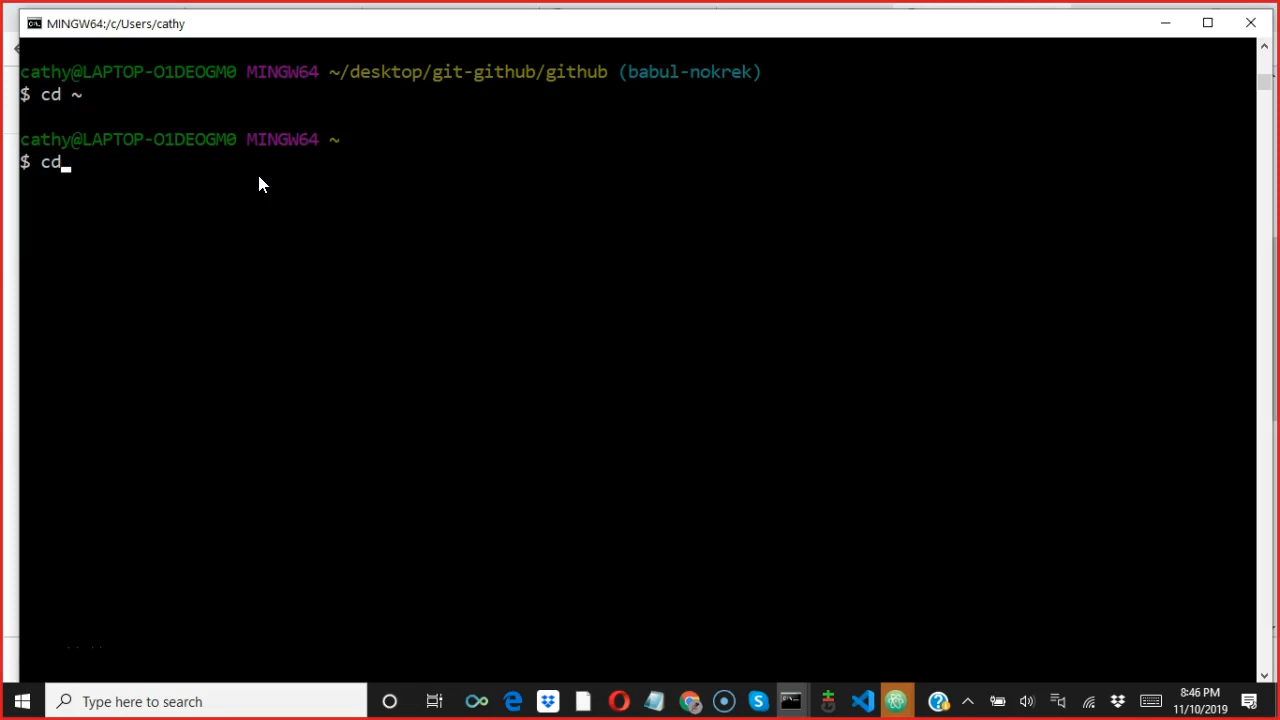 MINGW64:/c/Users/cathy
cathy@LAPTOP-O1DEOGM0 MINGW64 ~/desktop/git-github/github (babul-nokrek)
$ cd ~
cathy@LAPTOP-O1DEOGM0 MINGW64 ~
$ cd
Type here to search
8:46 PM
11/10/2019